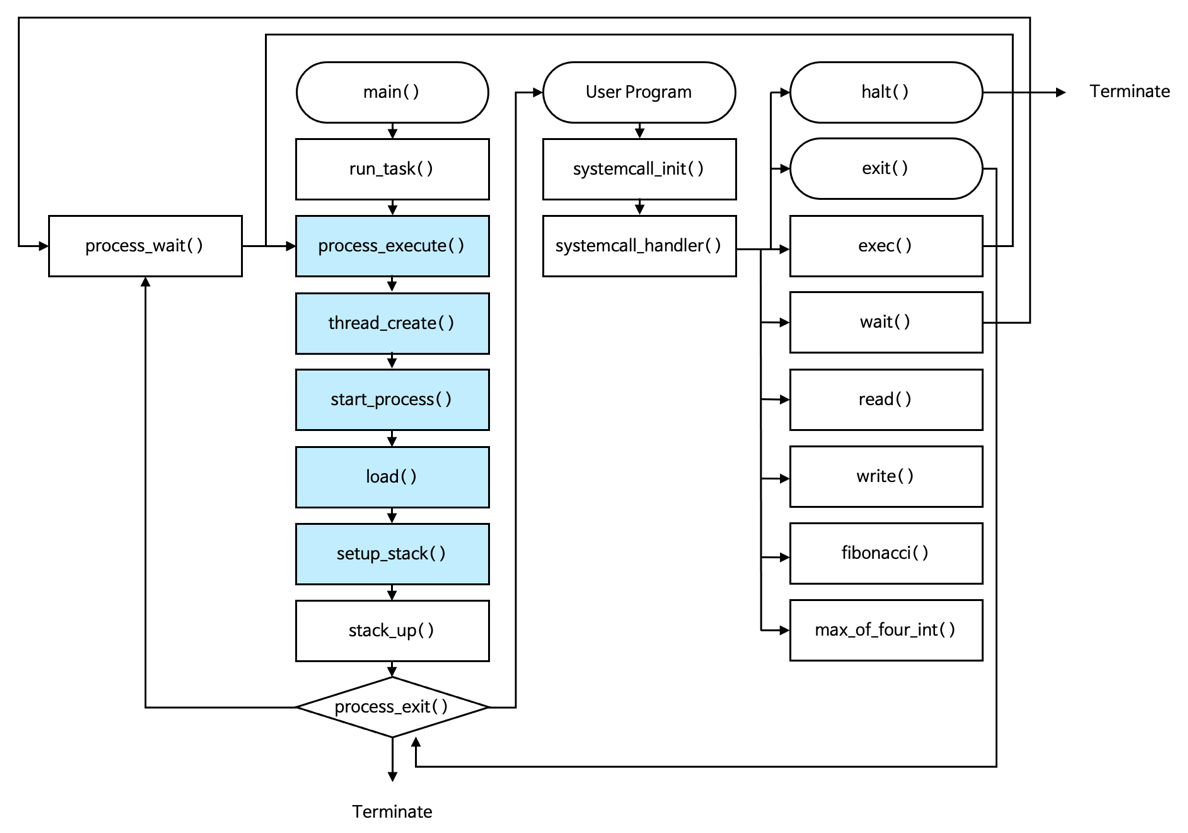 main()
User Program
halt()
Terminate
run_task()
systemcall_init()
exit()
process_wait()
process_execute()
systemcall_handler()
exec()
thread_create()
wait()
start_process()
read()
load()
write()
setup_stack()
fibonacci()
stack_up()
max_of_four_int()
process_exit()
Terminate